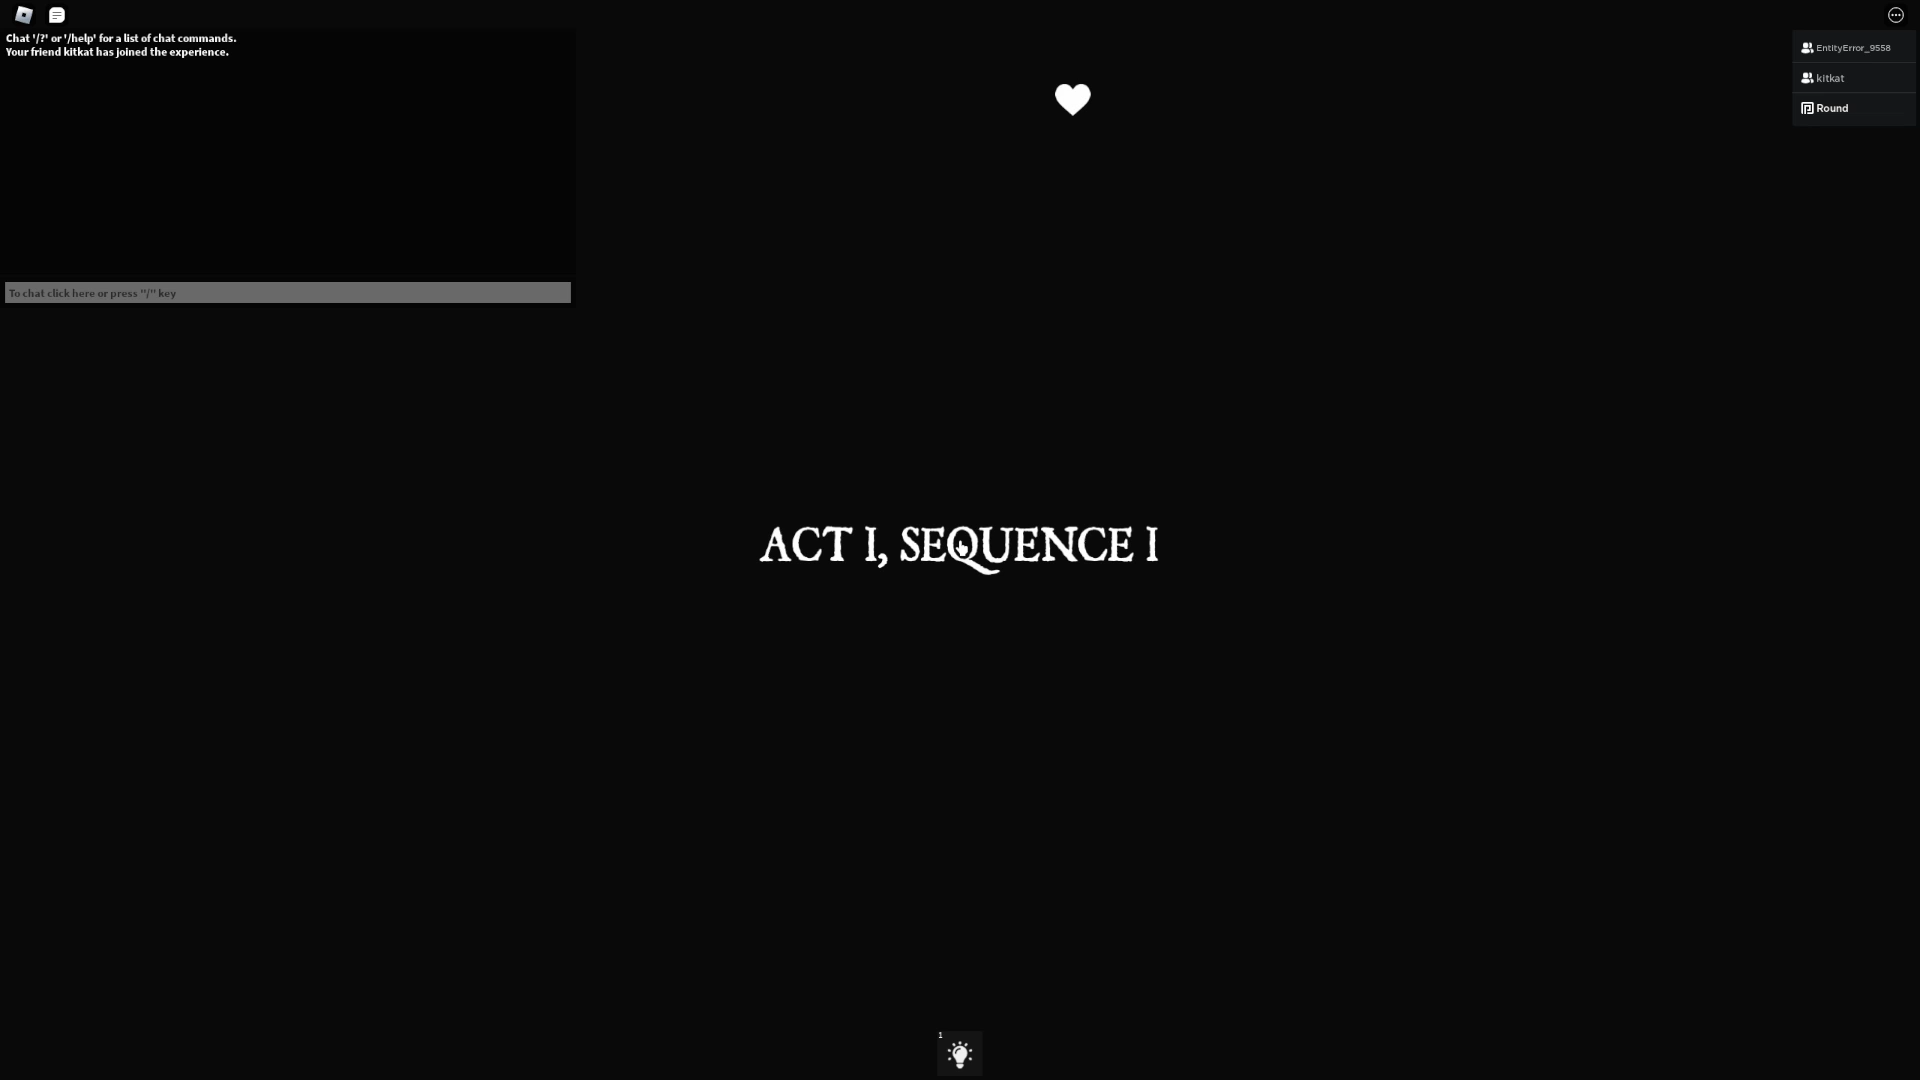 Chat '/?' or '/help' for a list of chat commands.
Your friend kitkat has joined the experience.
To chat click here or press "/" key
EntityError_9558
kitkat
Round
ACT I, SEQUENCE I
1